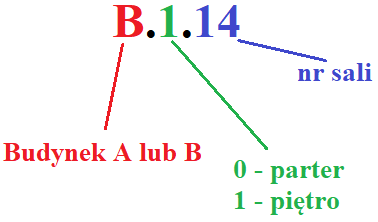 B.1.14
nr sali
Budynek A lub B
0 - parter
1 - piętro